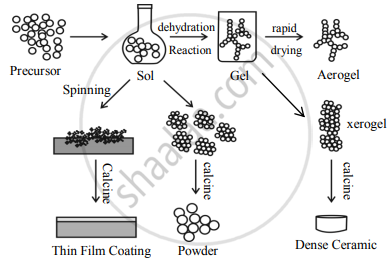 dehydration
Reaction
rapid
drying
Precursor
Sol
Gel
Aerogel
Spinning
xerogel
Calcine
calcine
calcine
Thin Film Coating
Powder
Dense Ceramic
shaalaa.com